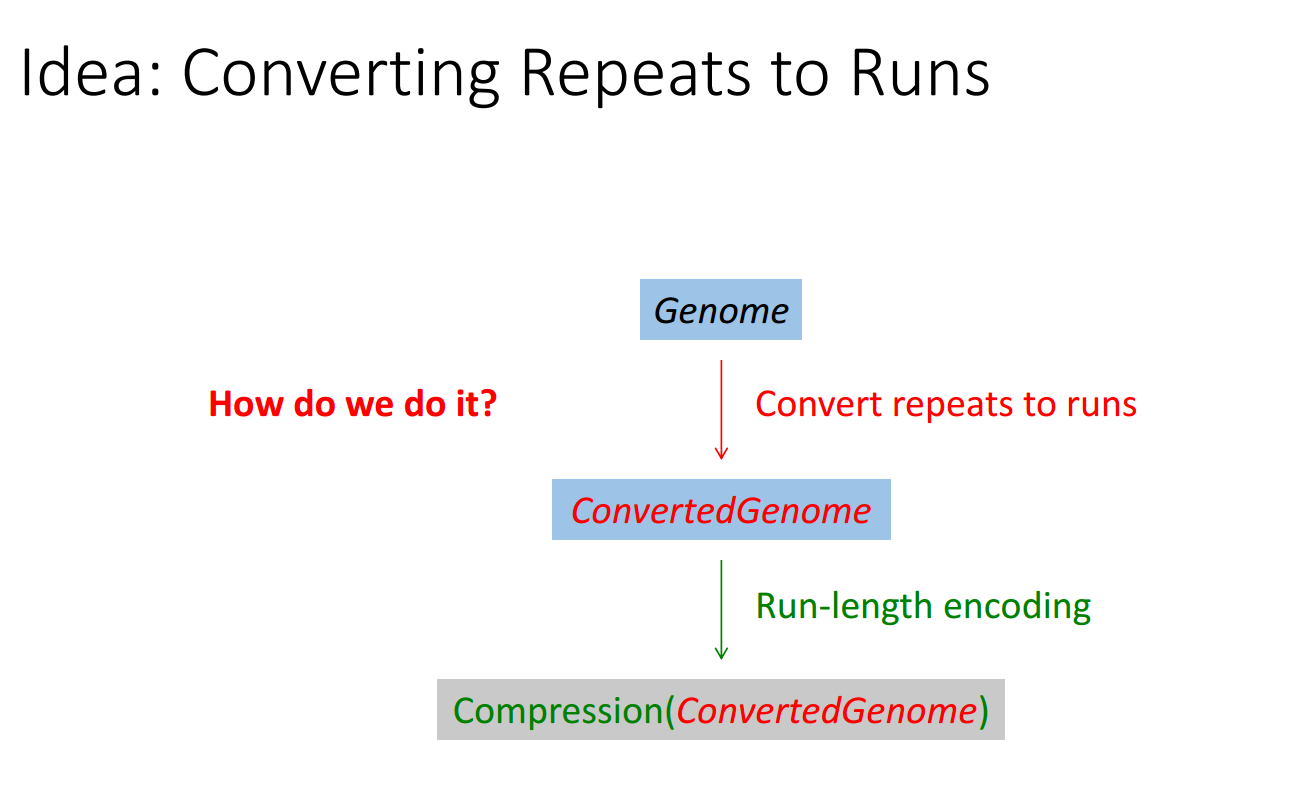 Idea: Converting Repeats to Runs
Genome
How do we do it?
Convert repeats to runs
ConvertedGenome
Run-length encoding
Compression(ConvertedGenome)